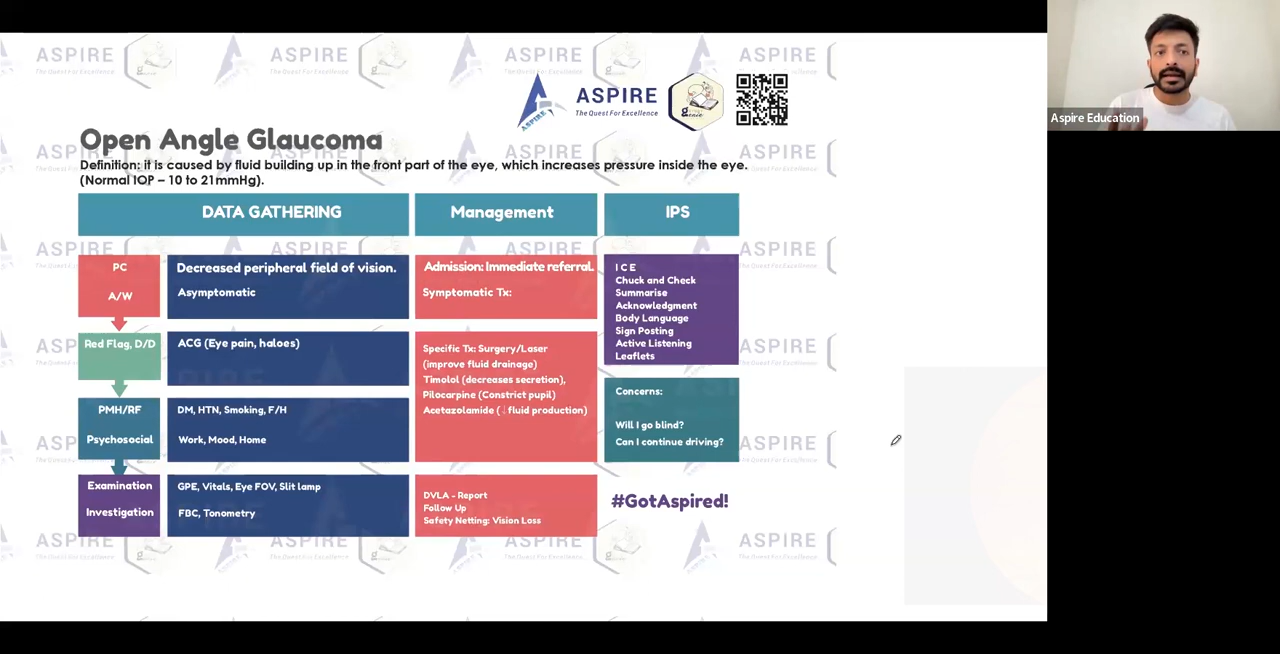 ASPIRE
The Quest For Excellence
genie
Aspire Education
Open Angle Glaucoma
Definition: it is caused by fluid building up in the front part of the eye, which increases pressure inside the eye.
(Normal IOP – 10 to 21mmHg).
DATA GATHERING
Management
IPS
PC
A/W
Decreased peripheral field of vision.
Asymptomatic
Admission: Immediate referral.
Symptomatic Tx:
I C E
Chuck and Check
Summarise
Acknowledgment
Body Language
Sign Posting
Active Listening
Leaflets
Red Flag, D/D
ACG (Eye pain, haloes)
Specific Tx: Surgery/Laser
(improve fluid drainage)
Timolol (decreases secretion),
Pilocarpine (Constrict pupil)
Acetazolamide (↓fluid production)
Concerns:
Will I go blind?
Can I continue driving?
PMH/RF
Psychosocial
DM, HTN, Smoking, F/H
Work, Mood, Home
Examination
Investigation
GPE, Vitals, Eye FOV, Slit lamp
FBC, Tonometry
DVLA - Report
Follow Up
Safety Netting: Vision Loss
#GotAspired!